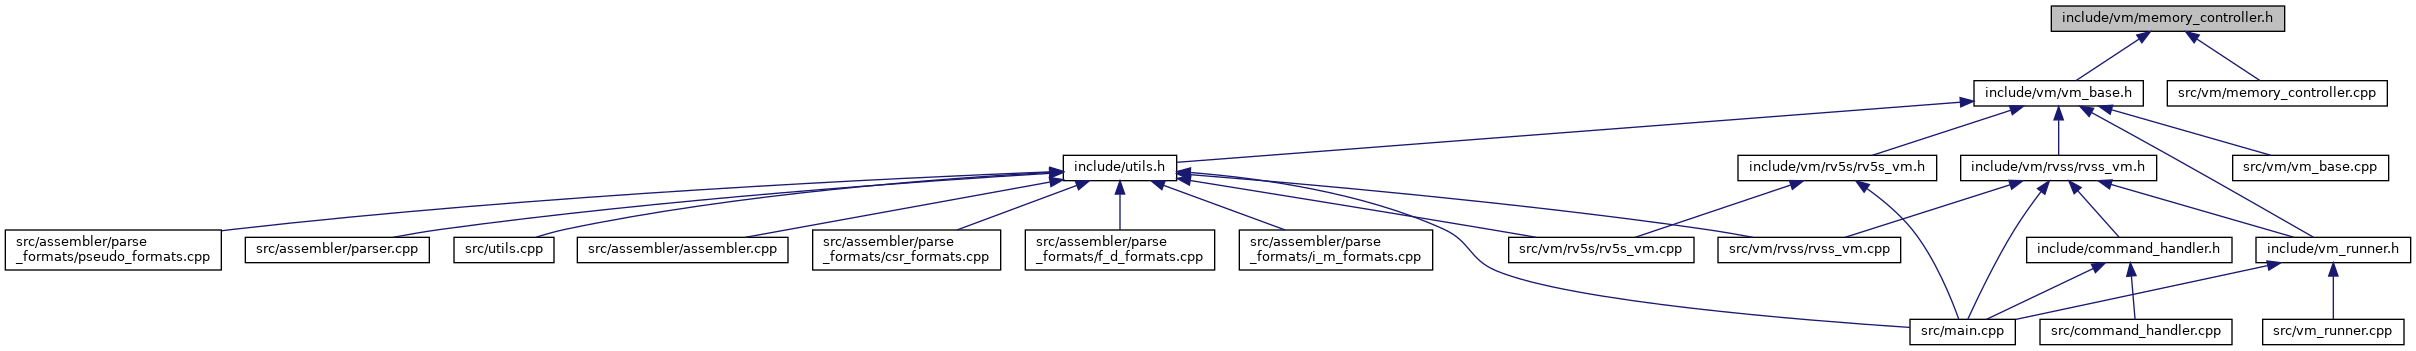 include/vm/memory_controller.h
include/vm/vm_base.h
src/vm/memory_controller.cpp
include/utils.h
include/vm/rv5s/rv5s_vm.h
include/vm/rvss/rvss_vm.h
src/vm/vm_base.cpp
src/assembler/parse
_formats/pseudo_formats.cpp
src/assembler/parser.cpp
src/utils.cpp
src/assembler/assembler.cpp
src/assembler/parse
_formats/csr_formats.cpp
src/assembler/parse
_formats/f_d_formats.cpp
src/assembler/parse
_formats/i_m_formats.cpp
src/vm/rv5s/rv5s_vm.cpp
src/vm/rvss/rvss_vm.cpp
include/command_handler.h
include/vm_runner.h
src/main.cpp
src/command_handler.cpp
src/vm_runner.cpp